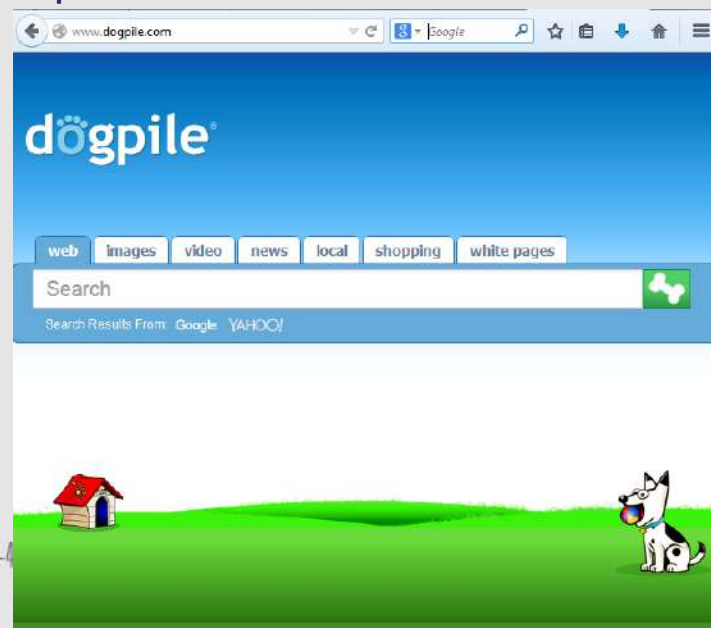 www.dogpile.com Google
dogpile®
web images video news local shopping white pages
Search
Search Results From: Google YAHOO!